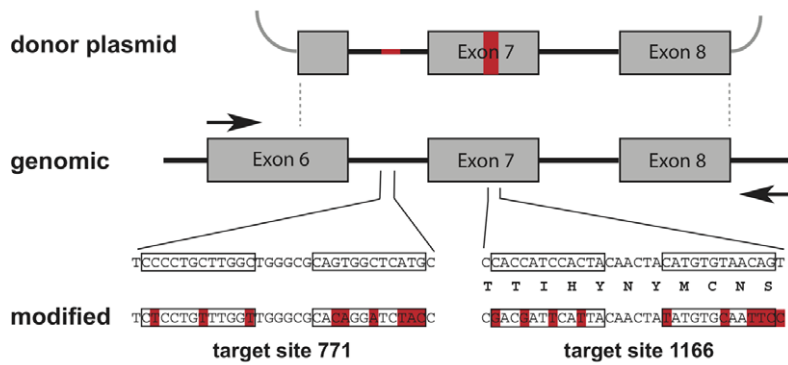 donor plasmid
Exon 7
Exon 8
genomic
Exon 6
Exon 7
Exon 8
TCCCCTGCTTGGCTGGGCGCAGTGGCTCATGC
CCACCATCCACTACAACTACATGTGTAACAGT
T T I H Y N Y M C N S
modified
TCTCCTGTTTGGTTGGGCGCACAGGATCTACC
CGACGATTCATTACAACTATATGTGCAATTCC
target site 771
target site 1166